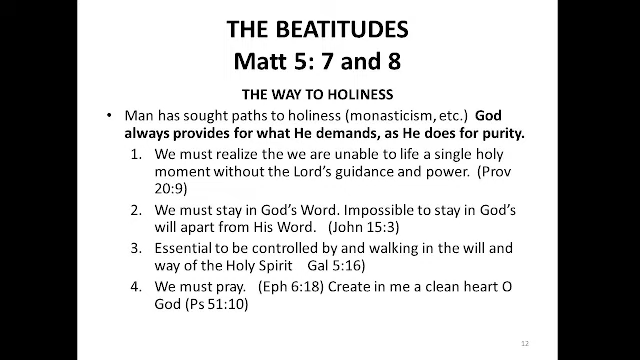 THE BEATITUDES
Matt 5: 7 and 8
THE WAY TO HOLINESS
• Man has sought paths to holiness (monasticism, etc.) God
always provides for what He demands, as He does for purity.
1. We must realize the we are unable to life a single holy
moment without the Lord's guidance and power. (Prov
20:9)
2. We must stay in God's Word. Impossible to stay in God's
will apart from His Word. (John 15:3)
3. Essential to be controlled by and walking in the will and
way of the Holy Spirit Gal 5:16)
4. We must pray. (Eph 6:18) Create in me a clean heart O
God (Ps 51:10)
12